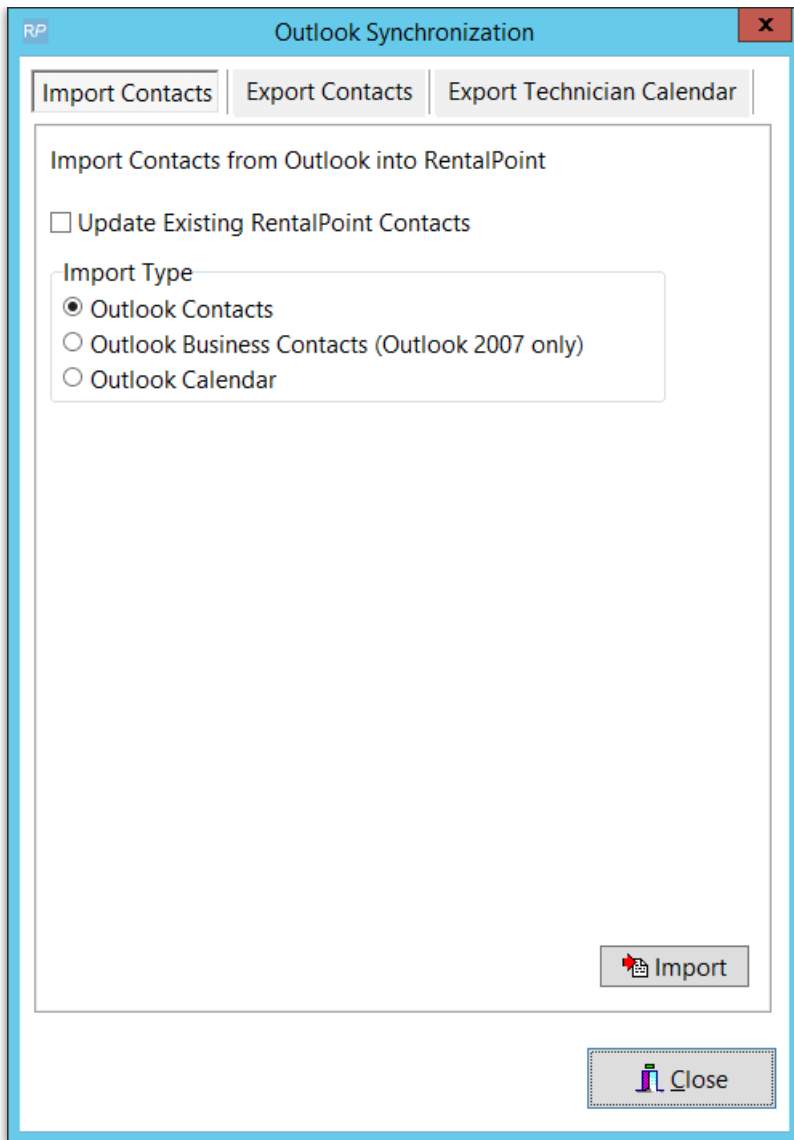 RP Outlook Synchronization x
Import Contacts Export Contacts Export Technician Calendar
Import Contacts from Outlook into RentalPoint
Update Existing RentalPoint Contacts
Import Type
Outlook Contacts
Outlook Business Contacts (Outlook 2007 only)
Outlook Calendar
Import
Close